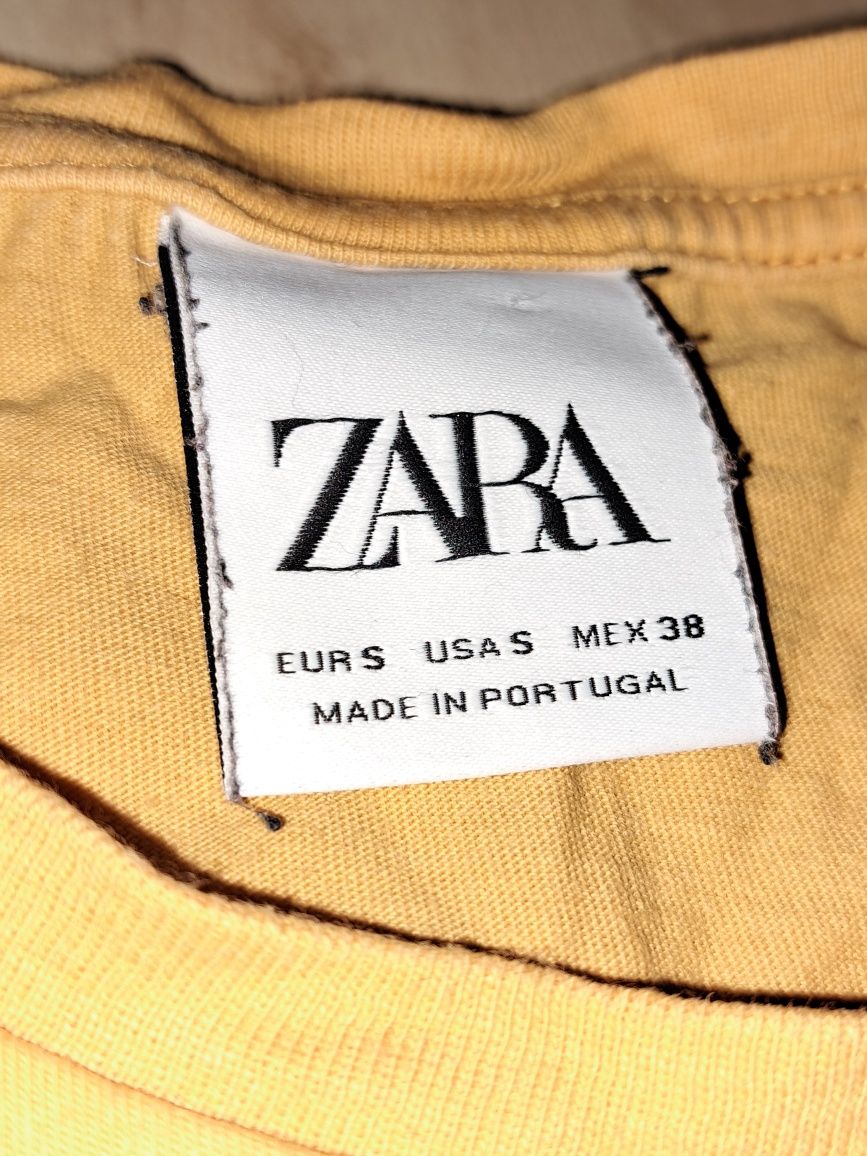 ZARA
EUR S USA S MEX 38
MADE IN PORTUGAL